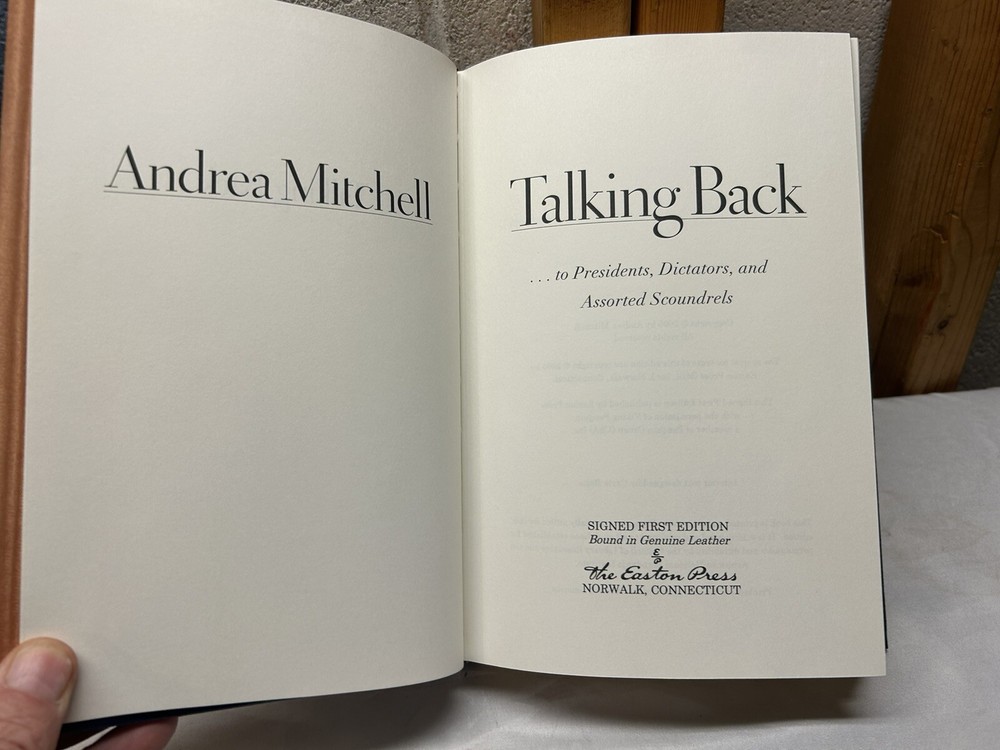 Andrea Mitchell
Talking Back
. . . to Presidents, Dictators, and
Assorted Scoundrels
SIGNED FIRST EDITION
Bound in Genuine Leather
The Easton Press
NORWALK, CONNECTICUT